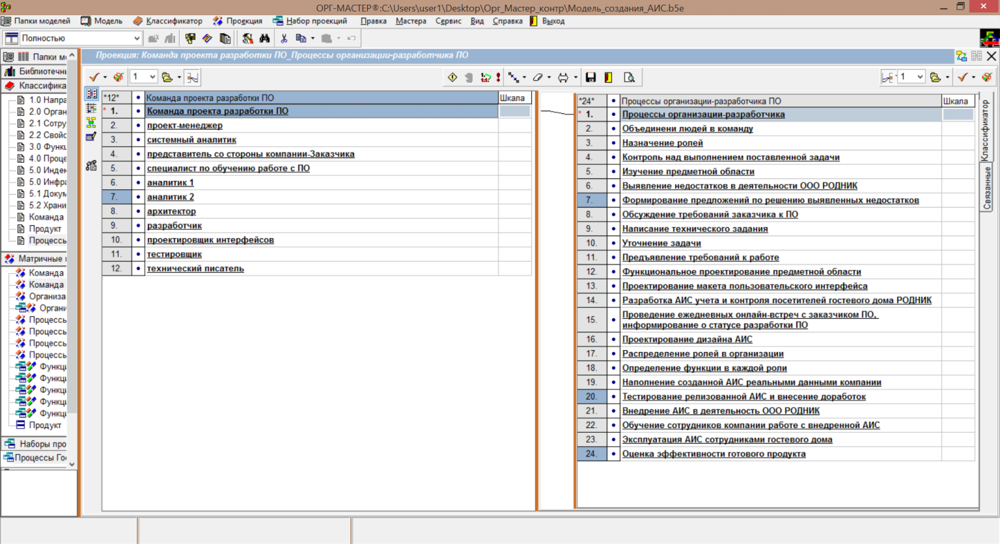 ОРГ-МАСТЕР®:C:\Users\user1\Desktop\Орг_Мастер_контр\Модель_создания_АИС.b5e
Папки моделей Модель Классификатор Проекция Набор проекций Правка Мастера Сервис Вид Справка Выход
Полностью
Папки мо
Проекция: Команда проекта разработки ПО_Процессы организации-разработчика ПО
Библиотечн
Классифика
1.0 Напра
2.0 Орган
2.1 Сотру
2.2 Свойс
3.0 Функц
4.0 Проце
5.0 Индек
5.0 Инфра
5.1 Докум
5.2 Храни
Команда
Продукт
Процессь
Матричные
Команда
Команда
Организа
Органи
Процессь
Процессь
Процессь
Процессь
Функци
Функци
Функци
Функци
Функци
Продукт
Наборы про
Процессы Го
1
1
*12* • Команда проекта разработки ПО Шкала
* 1. • Команда проекта разработки ПО
2. • проект-менеджер
3. • системный аналитик
4. • представитель со стороны компании-Заказчика
5. • специалист по обучению работе с ПО
6. • аналитик 1
7. • аналитик 2
8. • архитектор
9. • разработчик
10. • проектировщик интерфейсов
11. • тестировщик
12. • технический писатель
*24* • Процессы организации-разработчика ПО Шкала
* 1. • Процессы организации-разработчика
2. • Объединени людей в команду
3. • Назначение ролей
4. • Контроль над выполнением поставленной задачи
5. • Изучение предметной области
6. • Выявление недостатков в деятельности ООО РОДНИК
7. • Формирование предложений по решению выявленных недостатков
8. • Обсуждение требований заказчика к ПО
9. • Написание технического задания
10. • Уточнение задачи
11. • Предъявление требований к работе
12. • Функциональное проектирование предметной области
13. • Проектирование макета пользовательского интерфейса
14. • Разработка АИС учета и контроля посетителей гостевого дома РОДНИК
15. • Проведение ежедневных онлайн-встреч с заказчиком ПО,
информирование о статусе разработки ПО
16. • Проектирование дизайна АИС
17. • Распределение ролей в организации
18. • Определение функции в каждой роли
19. • Наполнение созданной АИС реальными данными компании
20. • Тестирование релизованной АИС и внесение доработок
21. • Внедрение АИС в деятельность ООО РОДНИК
22. • Обучение сотрудников компании работе с внедренной АИС
23. • Эксплуатация АИС сотрудниками гостевого дома
24. • Оценка эффективности готового продукта
Классификатор
Связанные